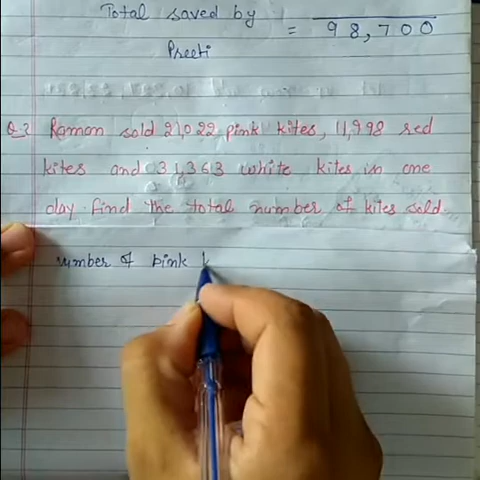 Total saved by
= 98,700
Preeti
Q-2 Raman sold 21,022 pink kites, 11,998 red
kites and 31,363 white kites in one
day find the total number of kites sold.
number of pink k